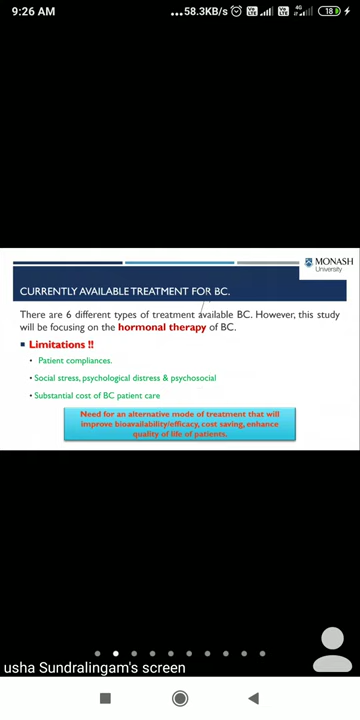 9:26 AM
...58.3KB/s
4G
18
MONASH
University
CURRENTLY AVAILABLE TREATMENT FOR BC.
There are 6 different types of treatment available BC. However, this study
will be focusing on the hormonal therapy of BC.
Limitations !!
Patient compliances.
Social stress, psychological distress & psychosocial
Substantial cost of BC patient care
Need for an alternative mode of treatment that will
improve bioavailability/efficacy, cost saving, enhance
quality of life of patients.
usha Sundralingam's screen